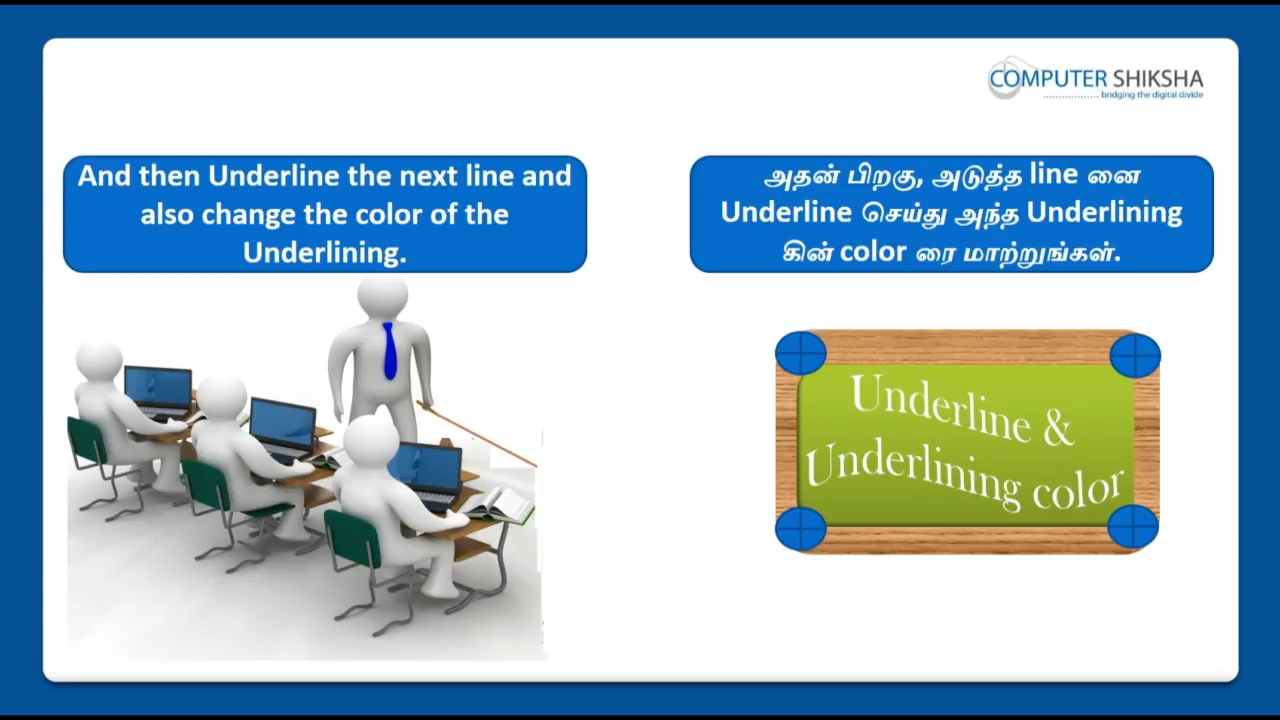 COMPUTER SHIKSHA
bridging the digital divide
And then Underline the next line and
also change the color of the
Underlining.
அதன் பிறகு, அடுத்த line னை
Underline செய்து அந்த Underlining
கின் color ரை மாற்றுங்கள்.
Underline &
Underlining color